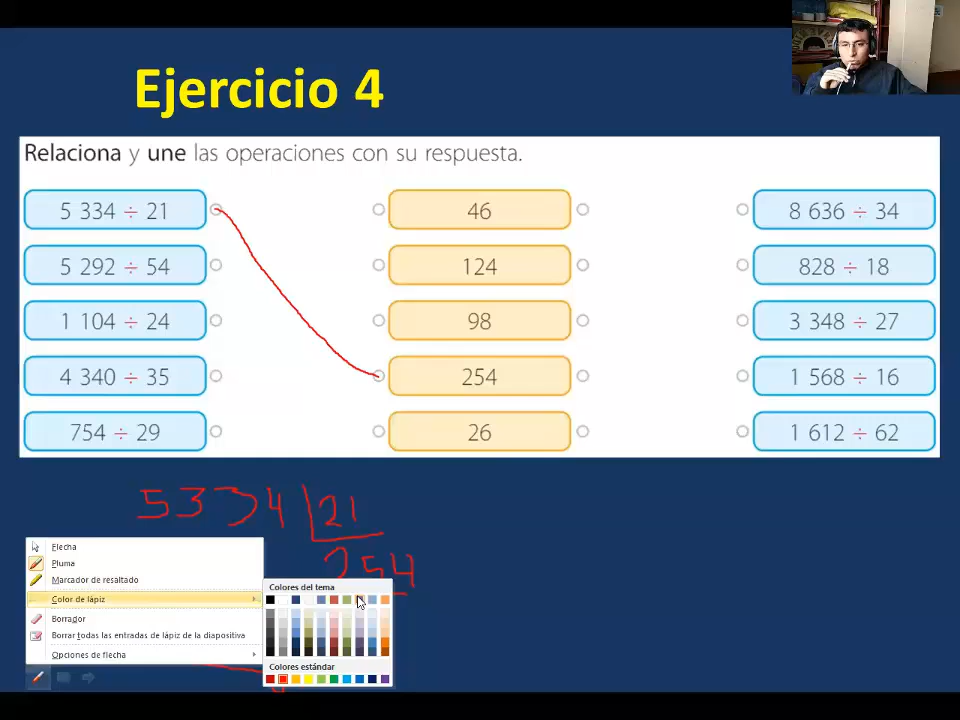 Ejercicio 4
Relaciona y une las operaciones con su respuesta.
5 334 ÷ 21 46 8 636 ÷ 34
5 292 ÷ 54 124 828 ÷ 18
1 104 ÷ 24 98 3 348 ÷ 27
4 340 ÷ 35 254 1 568 ÷ 16
754 ÷ 29 26 1 612 ÷ 62
5334 21
254
Flecha
Pluma
Marcador de resaltado
Color de lápiz
Borrador
Borrar todas las entradas de lápiz de la diapositiva
Opciones de flecha
Colores del tema
Colores estándar